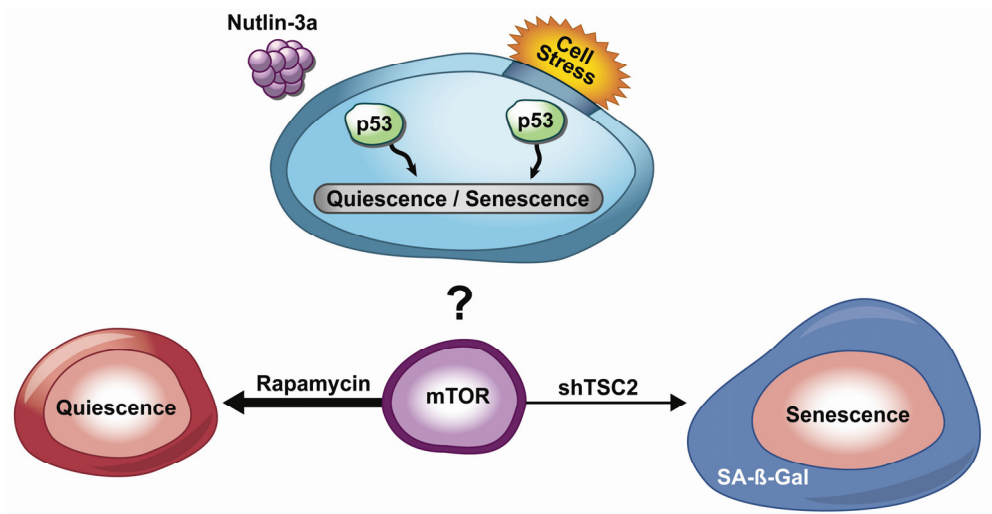 Nutlin-3a
Cell
Stress
p53
p53
Quiescence / Senescence
?
Rapamycin
mTOR
shTSC2
Quiescence
Senescence
SA-ß-Gal